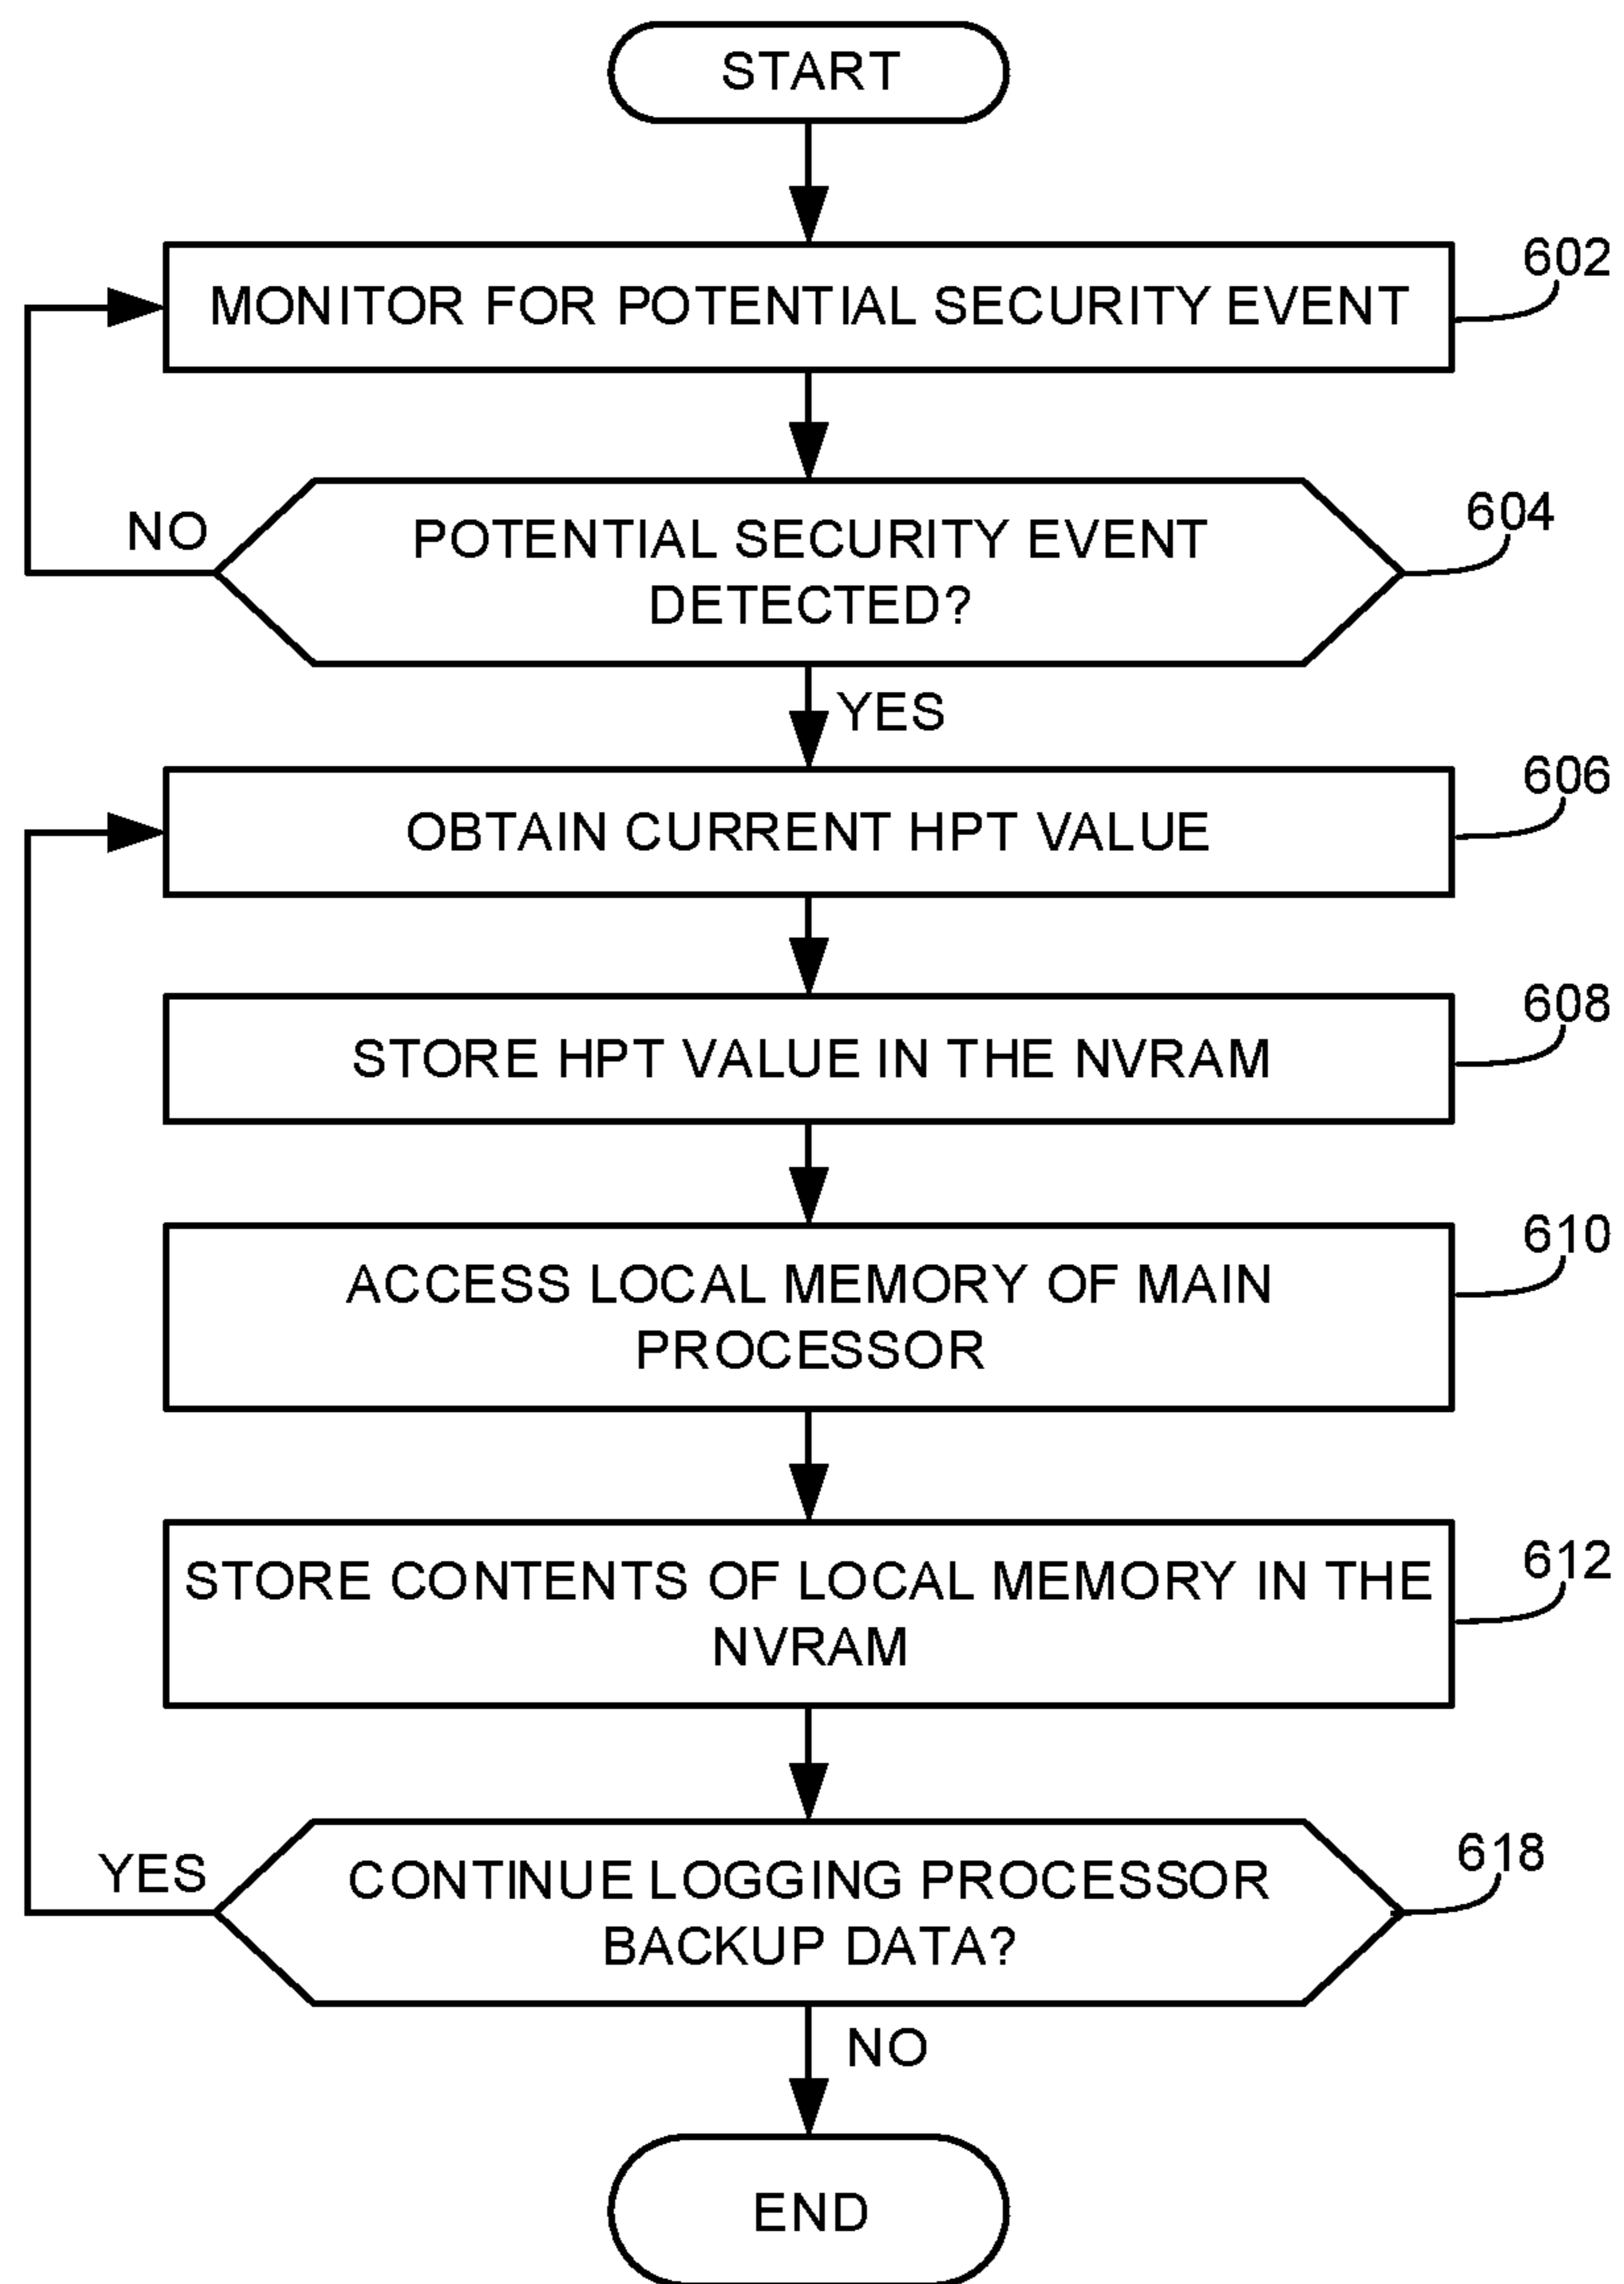 START
602
MONITOR FOR POTENTIAL SECURITY EVENT
604
NO
POTENTIAL SECURITY EVENT
DETECTED?
YES
606
OBTAIN CURRENT HPT VALUE
608
STORE HPT VALUE IN THE NVRAM
610
ACCESS LOCAL MEMORY OF MAIN
PROCESSOR
612
STORE CONTENTS OF LOCAL MEMORY IN THE
NVRAM
618
YES
CONTINUE LOGGING PROCESSOR
BACKUP DATA?
NO
END